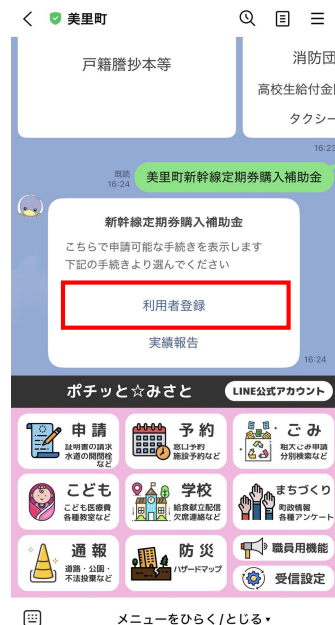 美里町
戸籍謄抄本等
消防団
高校生給付金
タクシー
16:23
既読
16:24
美里町新幹線定期券購入補助金
新幹線定期券購入補助金
こちらで申請可能な手続きを表示します
下記の手続きより選んでください
利用者登録
実績報告
16:24
ポチッと☆みさと
LINE公式アカウント
申請
証明書の請求
水道の開閉栓
など
予約
窓口予約
施設予約など
ごみ
粗大ごみ申請
分別検索など
こども
こども医療費
各種教室など
学校
給食献立配信
欠席連絡など
まちづくり
町政情報
各種アンケート
通報
道路・公園・
不法投棄など
防災
ハザードマップ
職員用機能
受信設定
メニューをひらく/とじる▼